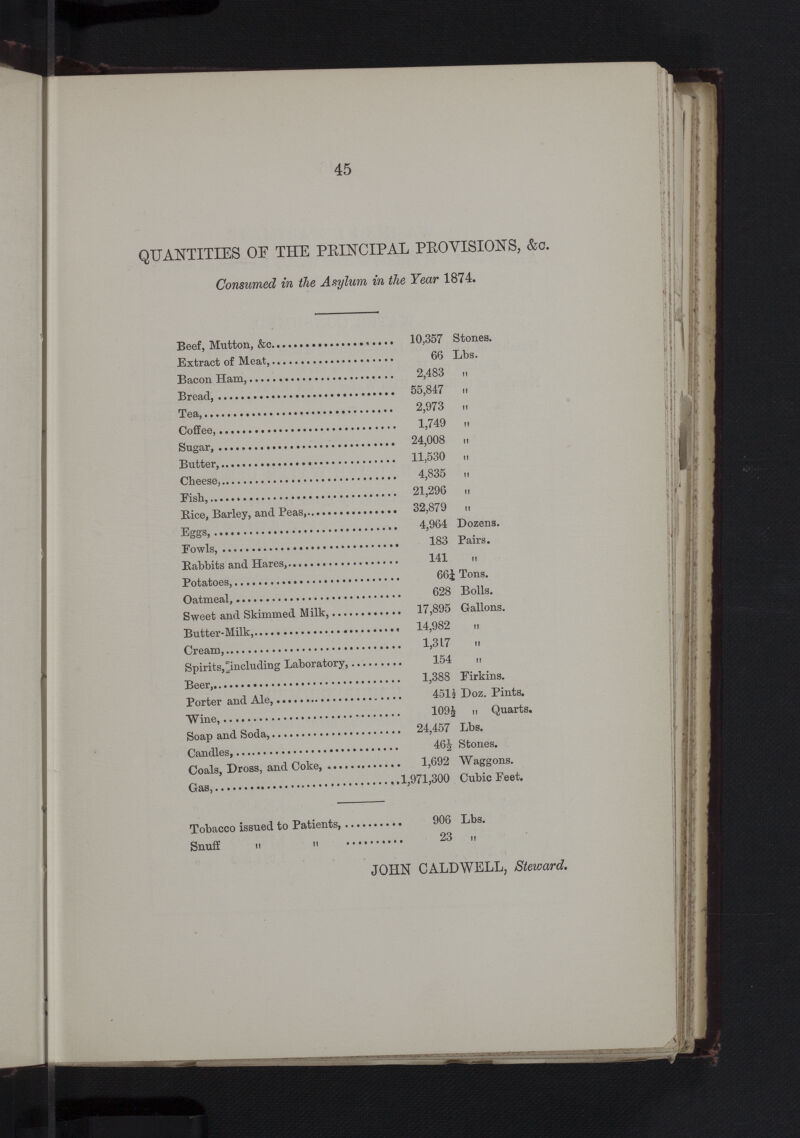 45
QUANTITIES OF THE PRINCIPAL PROVISIONS, &c.
Consumed in the Asylum in the Year 1874.
Beef, Mutton, &c. 10,357 Stones.
Extract of Meat, 66 Lbs.
Bacon Ham, 2,483 "
Bread, 55,847 "
Tea, 2,973 "
Coffee, 1,749 "
Sugar, 24,008 "
Butter, 11,530 "
Cheese, 4,835 "
Fish, 21,296 "
Rice, Barley, and Peas, 32,879 "
Eggs, 4,964 Dozens.
Fowls, 183 Pairs.
Rabbits and Hares, 141 "
Potatoes, 66¼ Tons.
Oatmeal, 628 Bolls.
Sweet and Skimmed Milk, 17,895 Gallons.
Butter-Milk, 14,982 "
Cream, 1,317 "
Spirits, including Laboratory, 154 "
Beer, 1,388 Firkins.
Porter and Ale, 451½ Doz. Pints.
Wine, 109½ " Quarts.
Soap and Soda, 24,457 Lbs.
Candles, 46½ Stones.
Coals, Dross, and Coke, 1,692 Waggons.
Gas, 1,971,300 Cubic Feet.
Tobacco issued to Patients, 906 Lbs.
Snuff " " 23 "
JOHN CALDWELL, Steward.